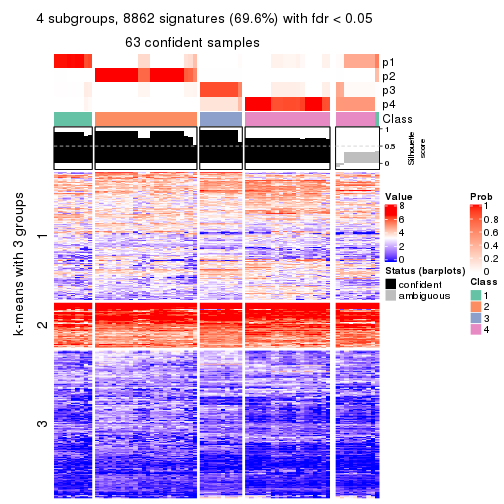 4 subgroups, 8862 signatures (69.6%) with fdr < 0.05
63 confident samples
p1
p2
p3
p4
Class
1
0.5
0
Silhouette
score
k-means with 3 groups
1
2
3
Value
8
6
4
2
0
Status (barplots)
confident
ambiguous
Prob
1
0.8
0.6
0.4
0.2
0
Class
1
2
3
4